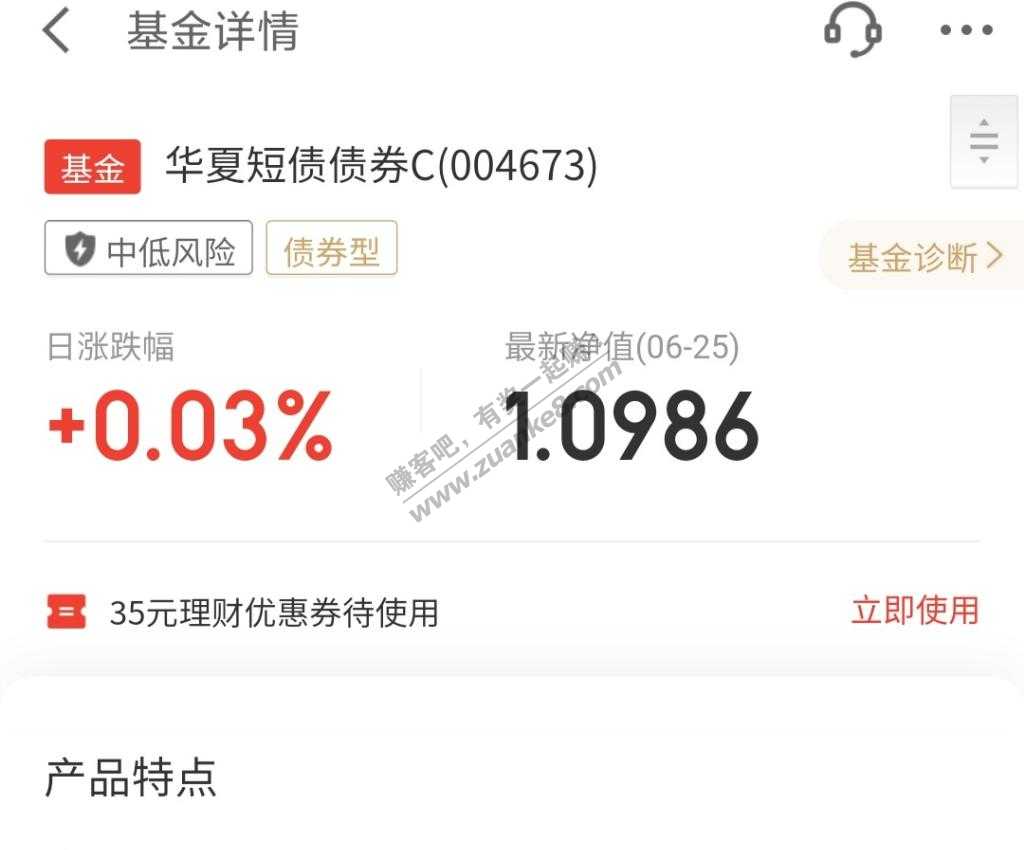 基金详情
基金 华夏短债债券C(004673)
中低风险 债券型 基金诊断
日涨跌幅 最新净值(06-25)
+0.03% 1.0986
赚客吧，有奖一起赚！
www.zuanke8.com
35元理财优惠券待使用 立即使用
产品特点